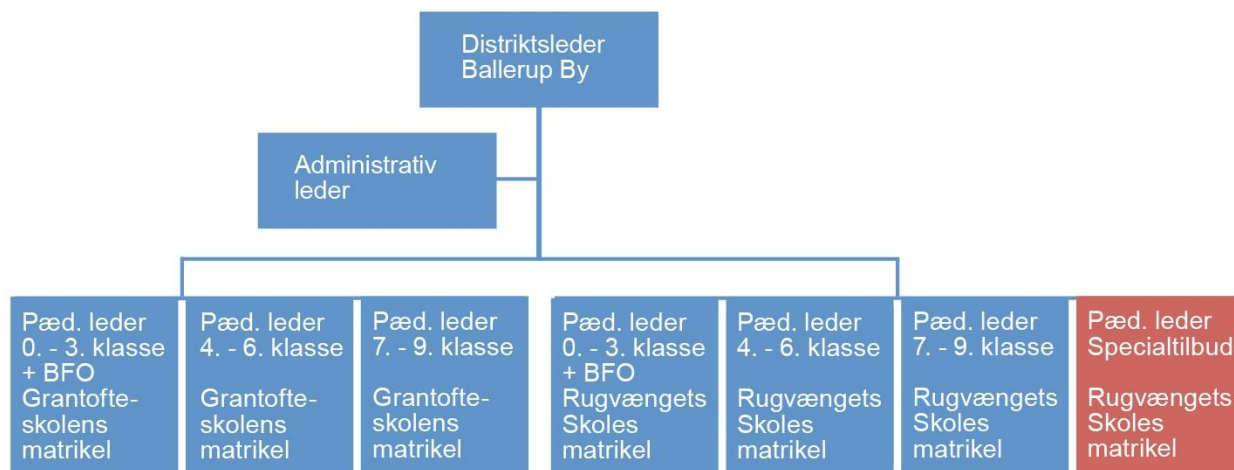 Distriktsleder
Ballerup By
Administrativ
leder
Pæd. leder
0. - 3. klasse
+ BFO
Grantofte-
skolens
matrikel
Pæd. leder
4. - 6. klasse
Grantofte-
skolens
matrikel
Pæd. leder
7. - 9. klasse
Grantofte-
skolens
matrikel
Pæd. leder
0. - 3. klasse
+ BFO
Rugvængets
Skoles
matrikel
Pæd. leder
4. - 6. klasse
Rugvængets
Skoles
matrikel
Pæd. leder
7. - 9. klasse
Rugvængets
Skoles
matrikel
Pæd. leder
Specialtilbud
Rugvængets
Skoles
matrikel